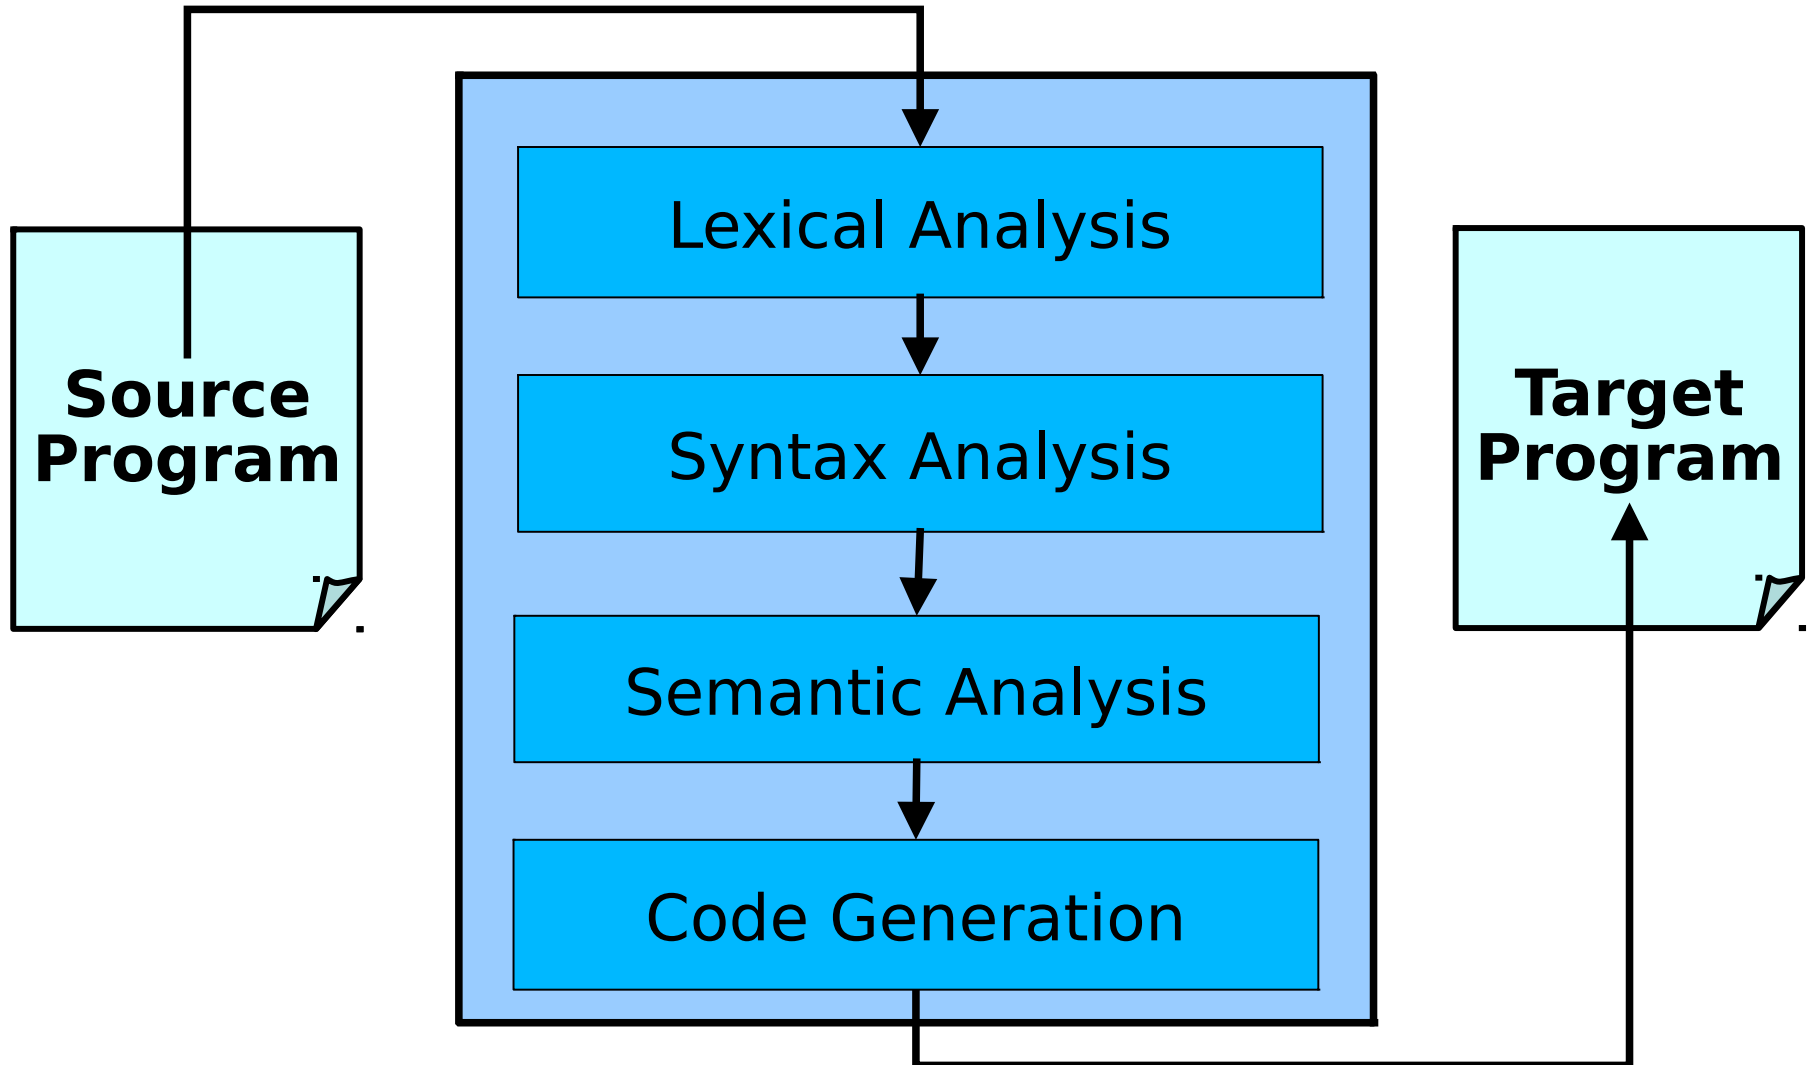 Source
Program
Lexical Analysis
Syntax Analysis
Semantic Analysis
Code Generation
Target
Program